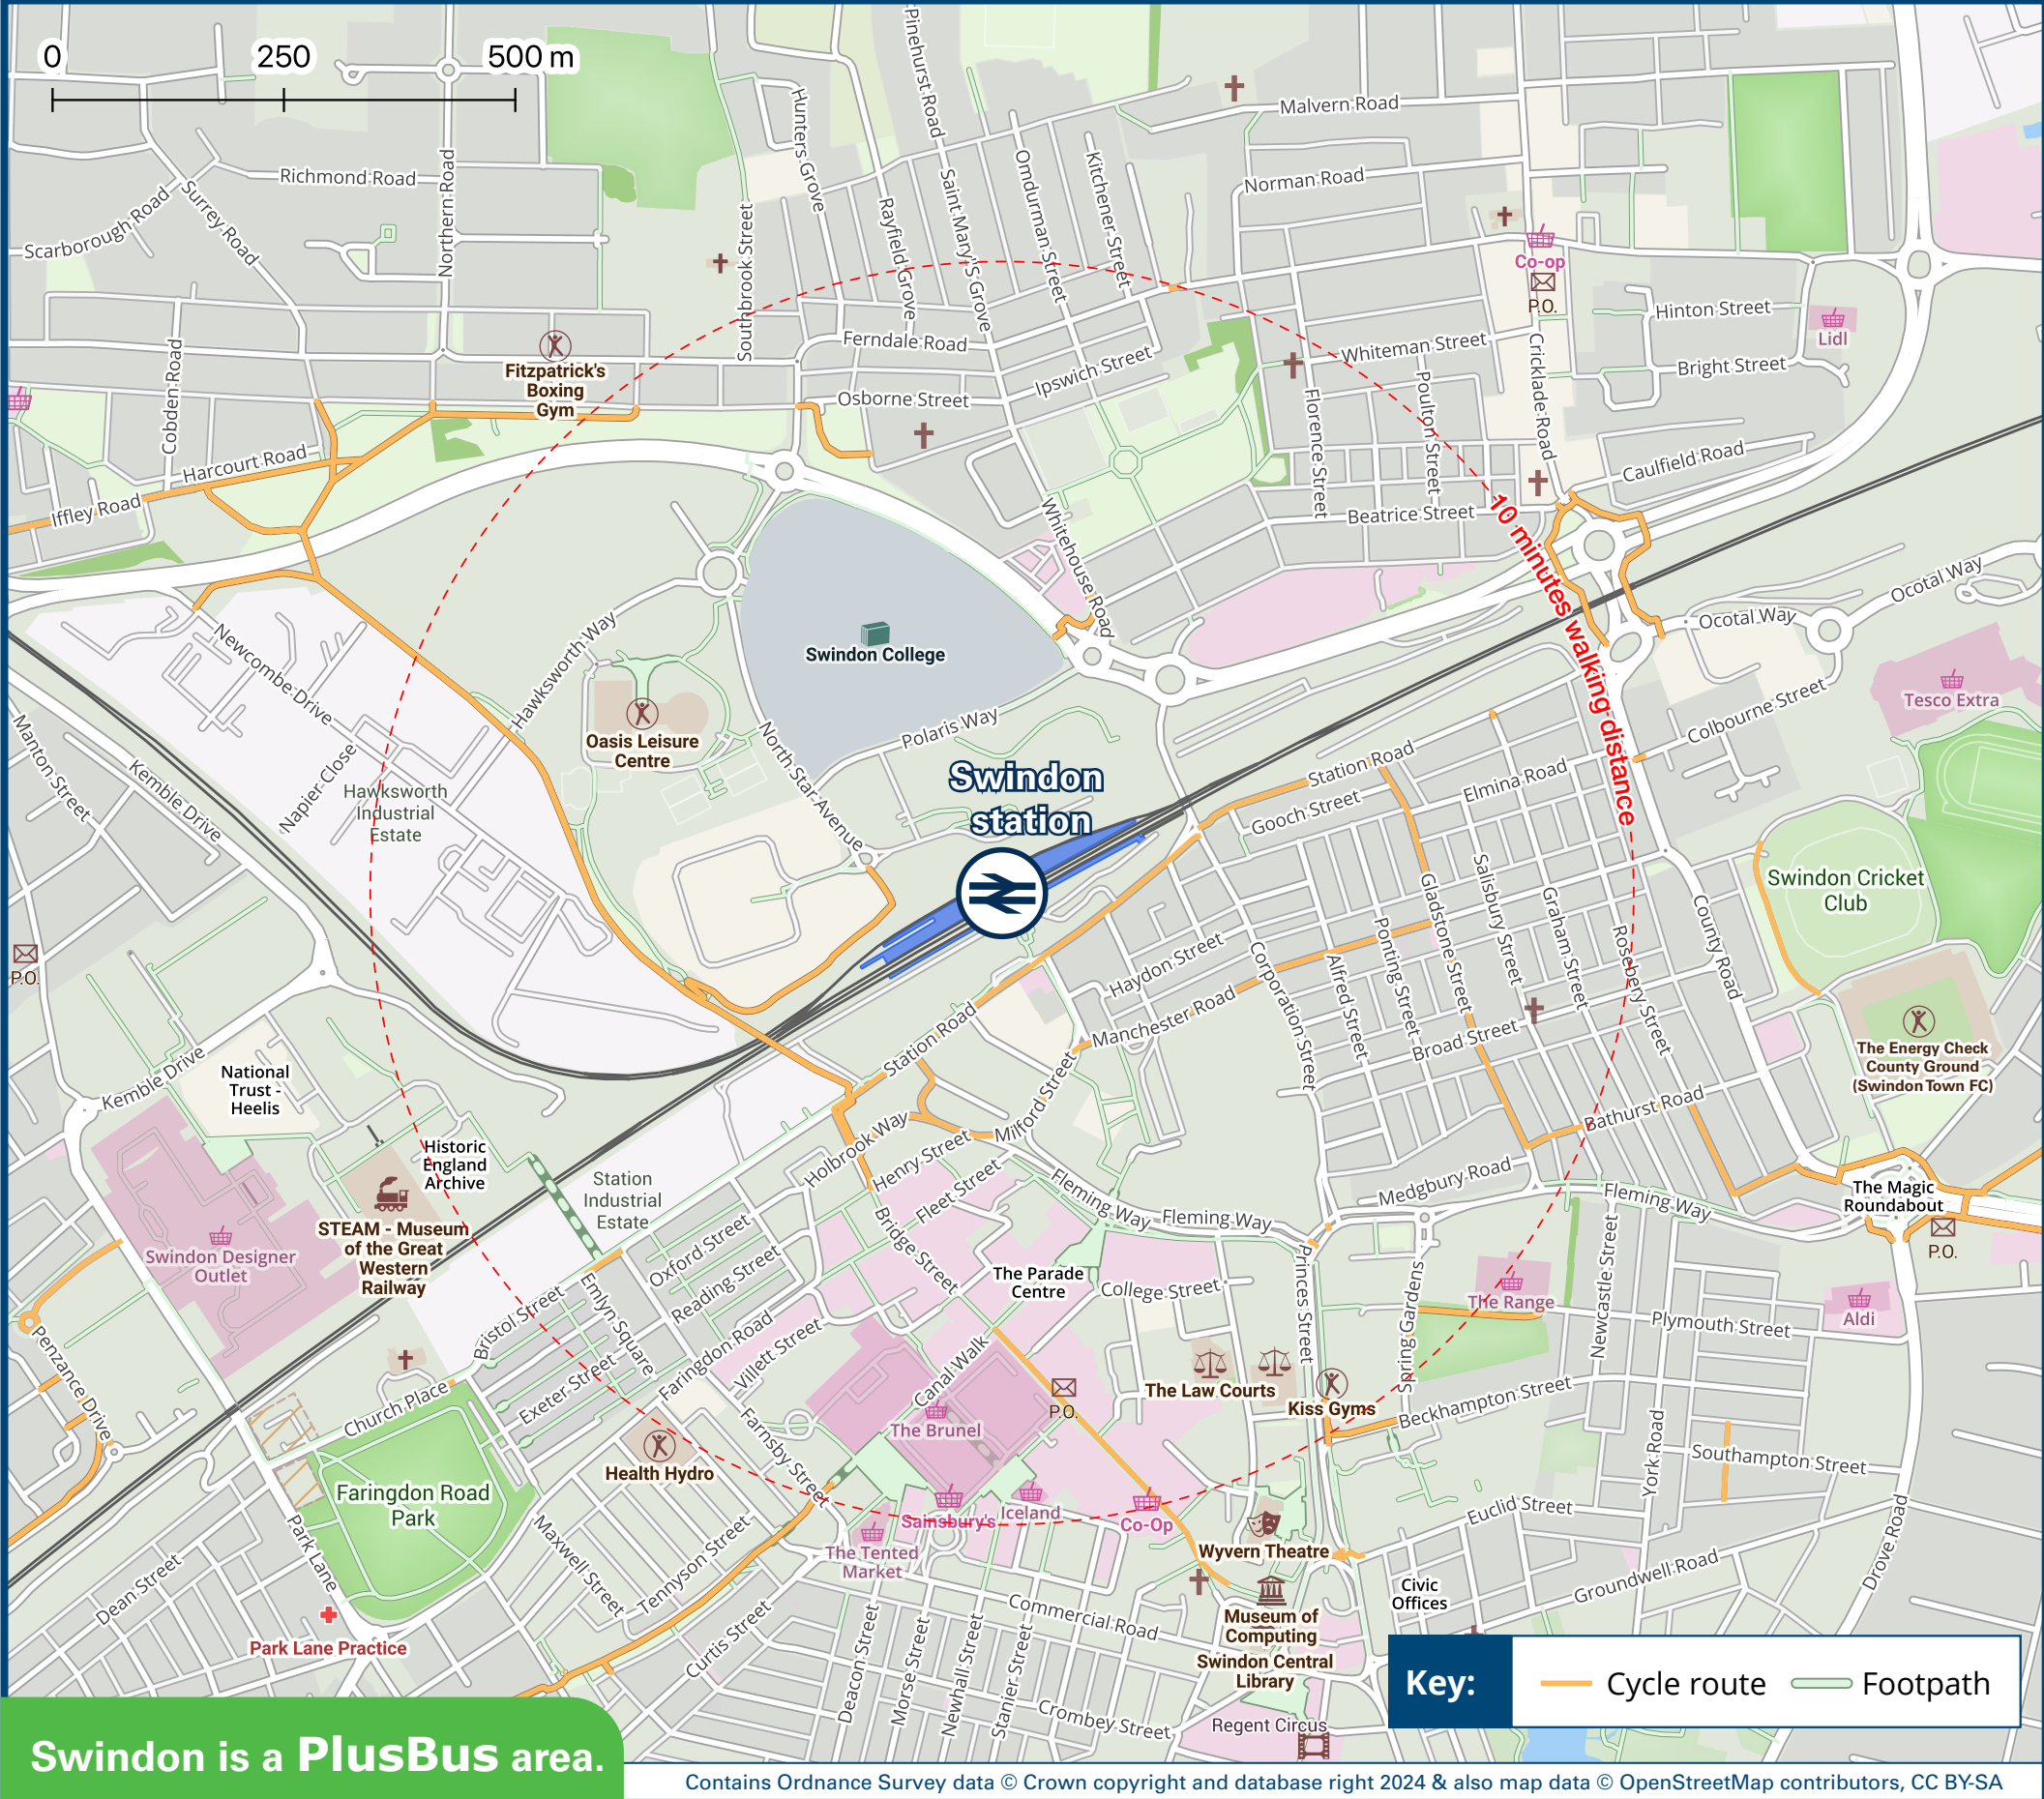 0 250 500 m
Pinehurst Road
Hunters Grove
Malvern Road
Richmond Road
Northern Road
Scarborough Road
Surrey Road
Southbrook Street
Rayfield Grove
Saint Mary'S Grove
Omdurman Street
Kitchener Street
Norman Road
Co-op
P.O.
Hinton Street
Lidl
Bright Street
Whiteman Street
Cricklade Road
Poulton Street
Florence Street
Ferndale Road
Ipswich Street
Osborne Street
Cobden Road
Fitzpatrick's
Boxing
Gym
Harcourt Road
Iffley Road
Caulfield Road
Beatrice Street
Whitehouse Road
10 minutes walking distance
Ocotal Way
Ocotal Way
Newcombe Drive
Hawksworth Way
Swindon College
Oasis Leisure
Centre
Polaris Way
North Star Avenue
Colbourne Street
Tesco Extra
Manton Street
Kemble Drive
Napier Close
Hawksworth
Industrial
Estate
Swindon
station
Station Road
Gooch Street
Elmina Road
Swindon Cricket
Club
P.O.
Gladstone Street
Salisbury Street
Graham Street
Rosebery Street
County Road
Ponting Street
Alfred Street
Corporation Street
Haydon Street
Manchester Road
Broad Street
Station Road
Milford Street
The Energy Check
County Ground
(Swindon Town FC)
Bathurst Road
Kemble Drive
National
Trust -
Heelis
Historic
England
Archive
STEAM - Museum
of the Great
Western
Railway
Swindon Designer
Outlet
Station
Industrial
Estate
Holbrook Way
Henry Street
Fleet Street
Bridge Street
Fleming Way
Fleming Way
Medgbury Road
Fleming Way
The Magic
Roundabout
P.O.
Oxford Street
Reading Street
Emlyn Square
Bristol Street
Faringdon Road
Villett Street
Exeter Street
Church Place
Penzance Drive
The Parade
Centre
College Street
Princes Street
Spring Gardens
The Range
Newcastle Street
Plymouth Street
Aldi
Canal Walk
The Brunel
P.O.
The Law Courts
Kiss Gyms
Beckhampton Street
York Road
Southampton Street
Euclid Street
Groundwell Road
Drove Road
Faringdon Road
Park
Health Hydro
Farnsby Street
Sainsbury's
Iceland
Co-Op
The Tented
Market
Wyvern Theatre
Civic
Offices
Museum of
Computing
Swindon Central
Library
Regent Circus
Park Lane
Dean Street
Maxwell Street
Tennyson Street
Curtis Street
Park Lane Practice
Commercial Road
Deacon Street
Morse Street
Newhall Street
Stanier Street
Crombey Street
Key:
Cycle route
Footpath
Swindon is a PlusBus area.
Contains Ordnance Survey data © Crown copyright and database right 2024 & also map data © OpenStreetMap contributors, CC BY-SA